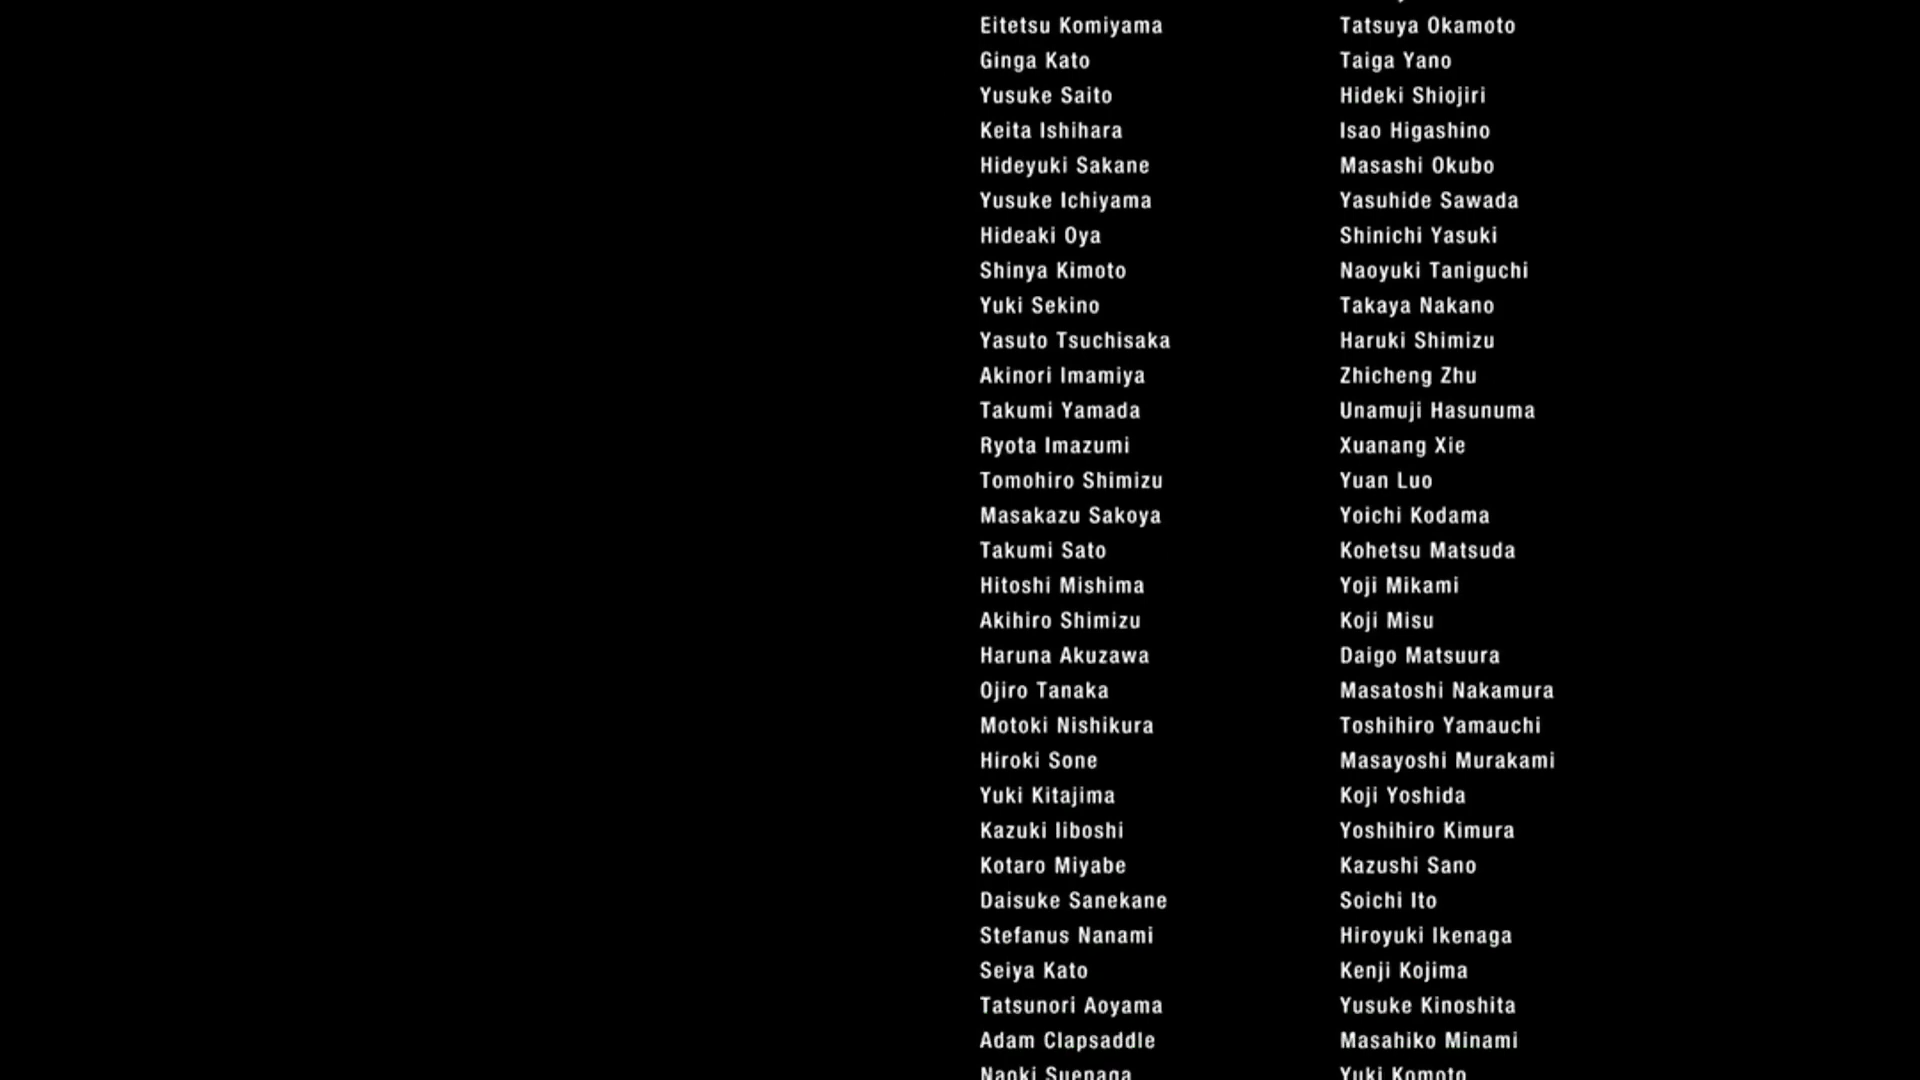 Eitetsu Komiyama Tatsuya Okamoto
Ginga Kato Taiga Yano
Yusuke Saito Hideki Shiojiri
Keita Ishihara Isao Higashino
Hideyuki Sakane Masashi Okubo
Yusuke Ichiyama Yasuhide Sawada
Hideaki Oya Shinichi Yasuki
Shinya Kimoto Naoyuki Taniguchi
Yuki Sekino Takaya Nakano
Yasuto Tsuchisaka Haruki Shimizu
Akinori Imamiya Zhicheng Zhu
Takumi Yamada Unamuji Hasunuma
Ryota Imazumi Xuanang Xie
Tomohiro Shimizu Yuan Luo
Masakazu Sakoya Yoichi Kodama
Takumi Sato Kohetsu Matsuda
Hitoshi Mishima Yoji Mikami
Akihiro Shimizu Koji Misu
Haruna Akuzawa Daigo Matsuura
Ojiro Tanaka Masatoshi Nakamura
Motoki Nishikura Toshihiro Yamauchi
Hiroki Sone Masayoshi Murakami
Yuki Kitajima Koji Yoshida
Kazuki Iiboshi Yoshihiro Kimura
Kotaro Miyabe Kazushi Sano
Daisuke Sanekane Soichi Ito
Stefanus Nanami Hiroyuki Ikenaga
Seiya Kato Kenji Kojima
Tatsunori Aoyama Yusuke Kinoshita
Adam Clapsaddle Masahiko Minami
Naoki Suenaga Yuki Komoto